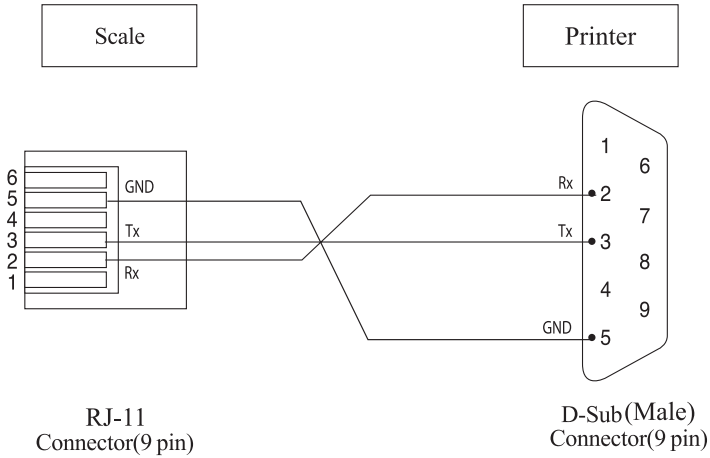 Scale
Printer
6
5
4
3
2
1
GND
Tx
Rx
Rx
Tx
GND
1
2
3
4
5
6
7
8
9
RJ-11
Connector(9 pin)
D-Sub(Male)
Connector(9 pin)